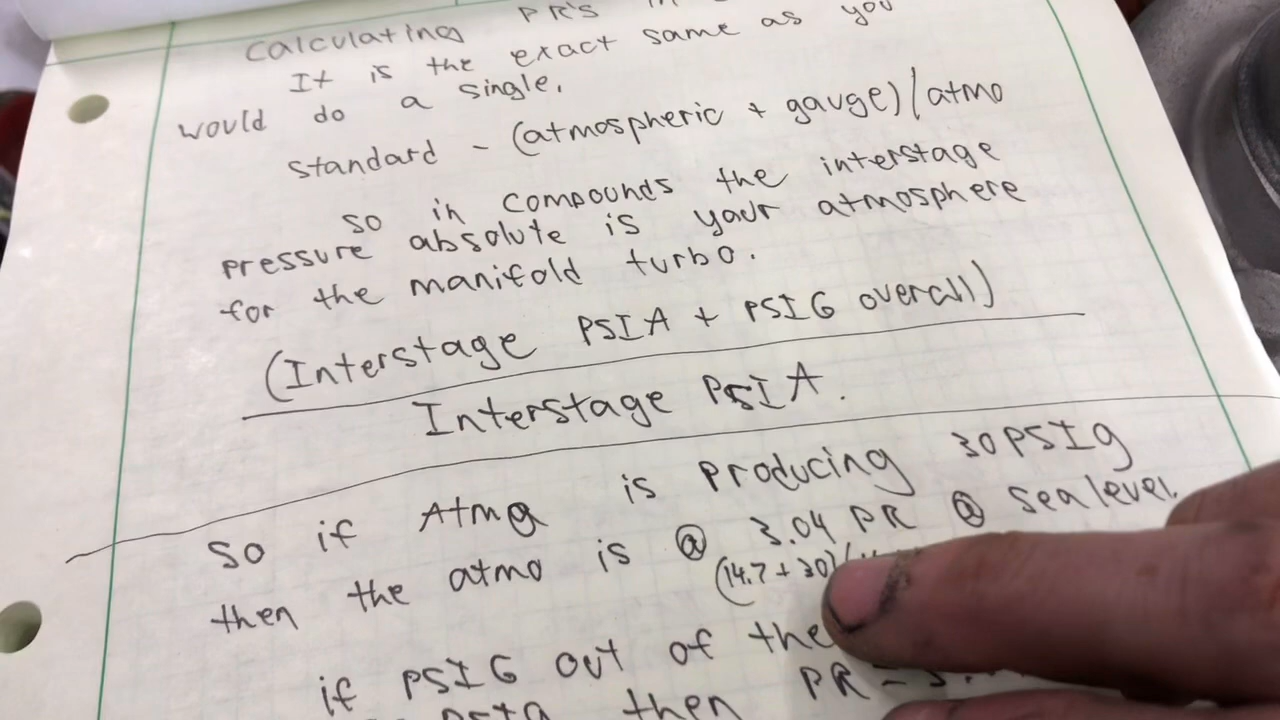 Calculating PR's in
It is the exact same as you
would do a single.
standard - (atmospheric + gauge)/atmo
so in compounds the interstage
pressure absolute is your atmosphere
for the manifold turbo.
(Interstage PSIA + PSIG overall)
Interstage PSIA.
So if Atmo is producing 30PSIg
then the atmo is @ 3.04 PR @ sea level.
(14.7 + 30)/
if PSIG out of the
then PR =